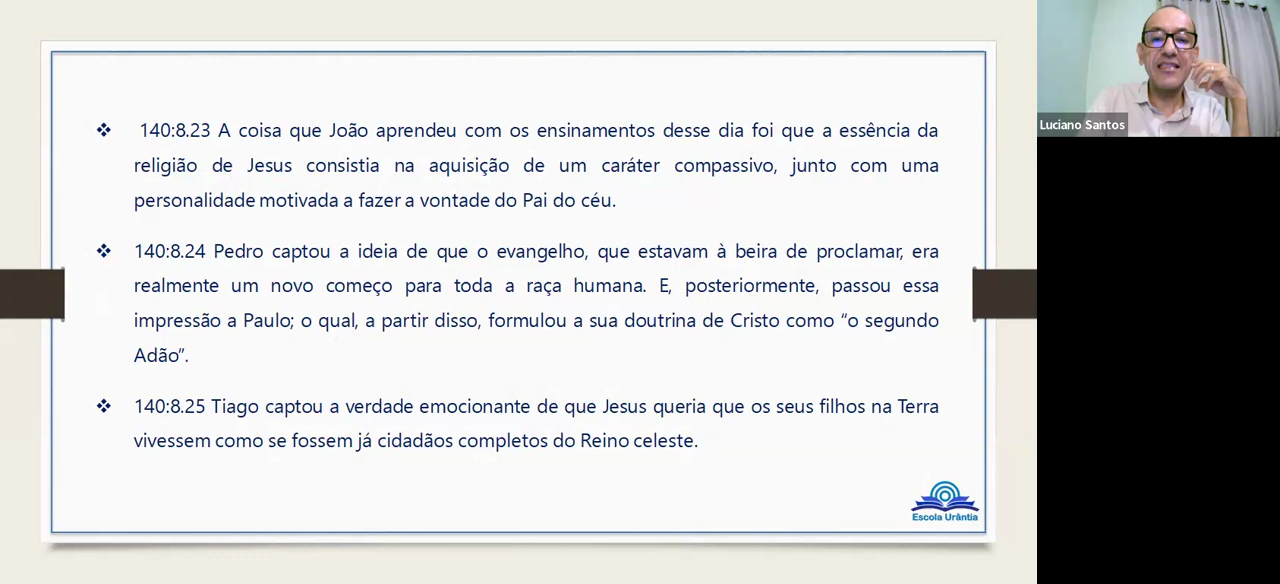 140:8.23 A coisa que João aprendeu com os ensinamentos desse dia foi que a essência da
religião de Jesus consistia na aquisição de um caráter compassivo, junto com uma
personalidade motivada a fazer a vontade do Pai do céu.
140:8.24 Pedro captou a ideia de que o evangelho, que estavam à beira de proclamar, era
realmente um novo começo para toda a raça humana. E, posteriormente, passou essa
impressão a Paulo; o qual, a partir disso, formulou a sua doutrina de Cristo como “o segundo
Adão”.
140:8.25 Tiago captou a verdade emocionante de que Jesus queria que os seus filhos na Terra
vivessem como se fossem já cidadãos completos do Reino celeste.
Escola Urântia
Luciano Santos